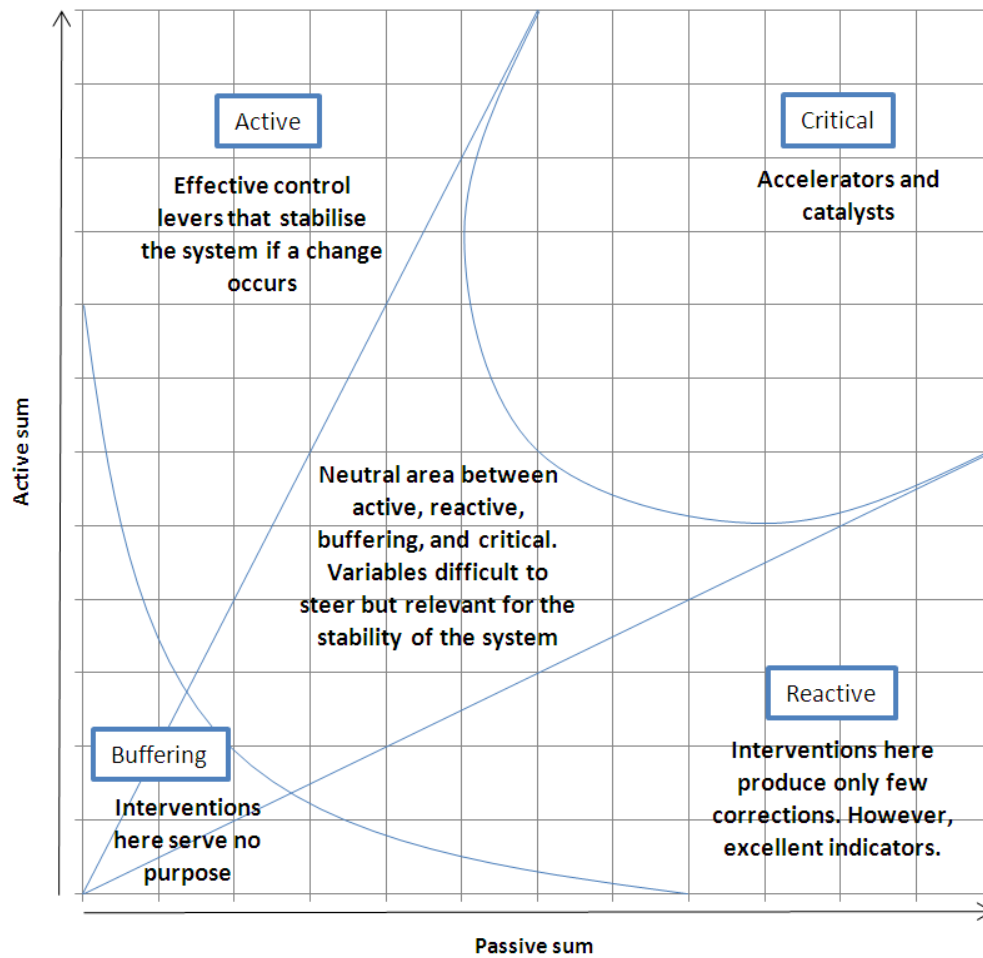 Active
Effective control
levers that stabilise
the system if a change
occurs
Critical
Accelerators and
catalysts
Active sum
Neutral area between
active, reactive,
buffering, and critical.
Variables difficult to
steer but relevant for the
stability of the system
Buffering
Interventions
here serve no
purpose
Reactive
Interventions here
produce only few
corrections. However,
excellent indicators.
Passive sum